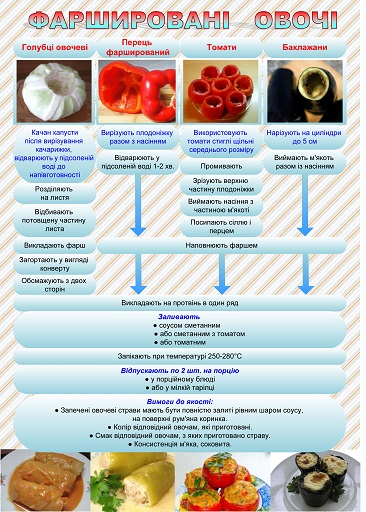 ФАРШИРОВАНІ ОВОЧІ
Голубці овочеві
Перець
фарширований
Томати
Баклажани
Качан капусти
після вирізування
качарижки,
відварюють у підсоленій
воді до
напівготовності
Розділяють
на листя
Відбивають
потовщену частину
листа
Викладають фарш
Загортають у вигляді
конверту
Обсмажують з двох
сторін
Вирізують плодоніжку
разом з насінням
Відварюють у
підсоленій воді 1-2 хв.
Використовують
томати стиглі щільні
середнього розміру
Промивають
Зрізують верхню
частину плодоніжки
Виймають насіння з
частиною м'якоті
Посипають сіллю і
перцем
Нарізують на циліндри
до 5 см
Виймають м'якоть
разом із насінням
Наповнюють фаршем
Викладають на протвінь в один ряд
Заливають
● соусом сметанним
● або сметанним з томатом
● або томатним
Запікають при температурі 250-280°С
Відпускають по 2 шт. на порцію
● у порційному блюді
● або у мілкій таріпці
Вимоги до якості:
● Запечені овочеві страви мають бути повністю залиті рівним шаром соусу,
на поверхні рум'яна коринка.
● Колір відповідний овочам, які приготовані.
● Смак відповідний овочам, з яких приготовано страву.
● Консистенція м'яка, соковита.